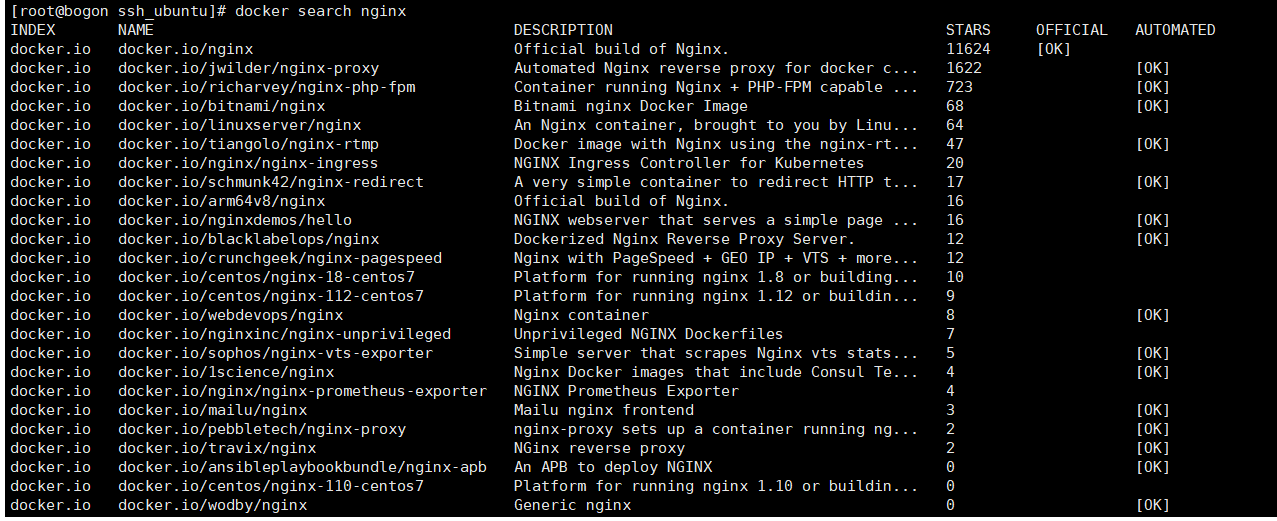 [root@bogon ssh_ubuntu]# docker search nginx
INDEX NAME DESCRIPTION STARS OFFICIAL AUTOMATED
docker.io docker.io/nginx Official build of Nginx. 11624 [OK]
docker.io docker.io/jwilder/nginx-proxy Automated Nginx reverse proxy for docker c... 1622 [OK]
docker.io docker.io/richarvey/nginx-php-fpm Container running Nginx + PHP-FPM capable ... 723 [OK]
docker.io docker.io/bitnami/nginx Bitnami nginx Docker Image 68 [OK]
docker.io docker.io/linuxserver/nginx An Nginx container, brought to you by Linu... 64
docker.io docker.io/tiangolo/nginx-rtmp Docker image with Nginx using the nginx-rt... 47 [OK]
docker.io docker.io/nginx/nginx-ingress NGINX Ingress Controller for Kubernetes 20
docker.io docker.io/schmunk42/nginx-redirect A very simple container to redirect HTTP t... 17 [OK]
docker.io docker.io/arm64v8/nginx Official build of Nginx. 16
docker.io docker.io/nginxdemos/hello NGINX webserver that serves a simple page ... 16 [OK]
docker.io docker.io/blacklabelops/nginx Dockerized Nginx Reverse Proxy Server. 12 [OK]
docker.io docker.io/crunchgeek/nginx-pagespeed Nginx with PageSpeed + GEO IP + VTS + more... 12
docker.io docker.io/centos/nginx-18-centos7 Platform for running nginx 1.8 or building... 10
docker.io docker.io/centos/nginx-112-centos7 Platform for running nginx 1.12 or buildin... 9
docker.io docker.io/webdevops/nginx Nginx container 8 [OK]
docker.io docker.io/nginxinc/nginx-unprivileged Unprivileged NGINX Dockerfiles 7
docker.io docker.io/sophos/nginx-vts-exporter Simple server that scrapes Nginx vts stats... 5 [OK]
docker.io docker.io/1science/nginx Nginx Docker images that include Consul Te... 4 [OK]
docker.io docker.io/nginx/nginx-prometheus-exporter NGINX Prometheus Exporter 4
docker.io docker.io/mailu/nginx Mailu nginx frontend 3 [OK]
docker.io docker.io/pebbletech/nginx-proxy nginx-proxy sets up a container running ng... 2 [OK]
docker.io docker.io/travix/nginx NGinx reverse proxy 2 [OK]
docker.io docker.io/ansibleplaybookbundle/nginx-apb An APB to deploy NGINX 0 [OK]
docker.io docker.io/centos/nginx-110-centos7 Platform for running nginx 1.10 or buildin... 0
docker.io docker.io/wodby/nginx Generic nginx 0 [OK]